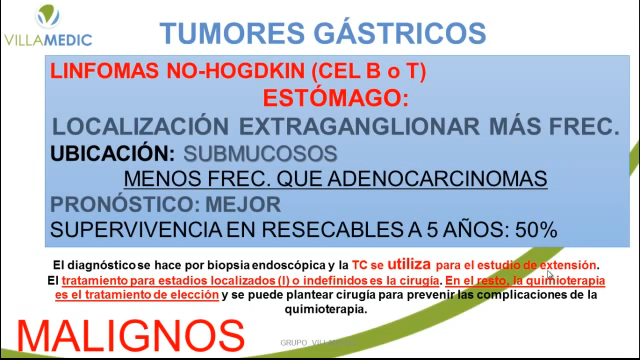 VILLAMEDIC
TUMORES GÁSTRICOS
LINFOMAS NO-HOGDKIN (CEL B o T)
ESTÓMAGO:
LOCALIZACIÓN EXTRAGANGLIONAR MÁS FREC.
UBICACIÓN: SUBMUCOSOS
MENOS FREC. QUE ADENOCARCINOMAS
PRONÓSTICO: MEJOR
SUPERVIVENCIA EN RESECABLES A 5 AÑOS: 50%
El diagnóstico se hace por biopsia endoscópica y la TC se utiliza para el estudio de extensión.
El tratamiento para estadios localizados (I) o indefinidos es la cirugía. En el resto, la quimioterapia
es el tratamiento de elección y se puede plantear cirugía para prevenir las complicaciones de la
quimioterapia.
MALIGNOS
GRUPO